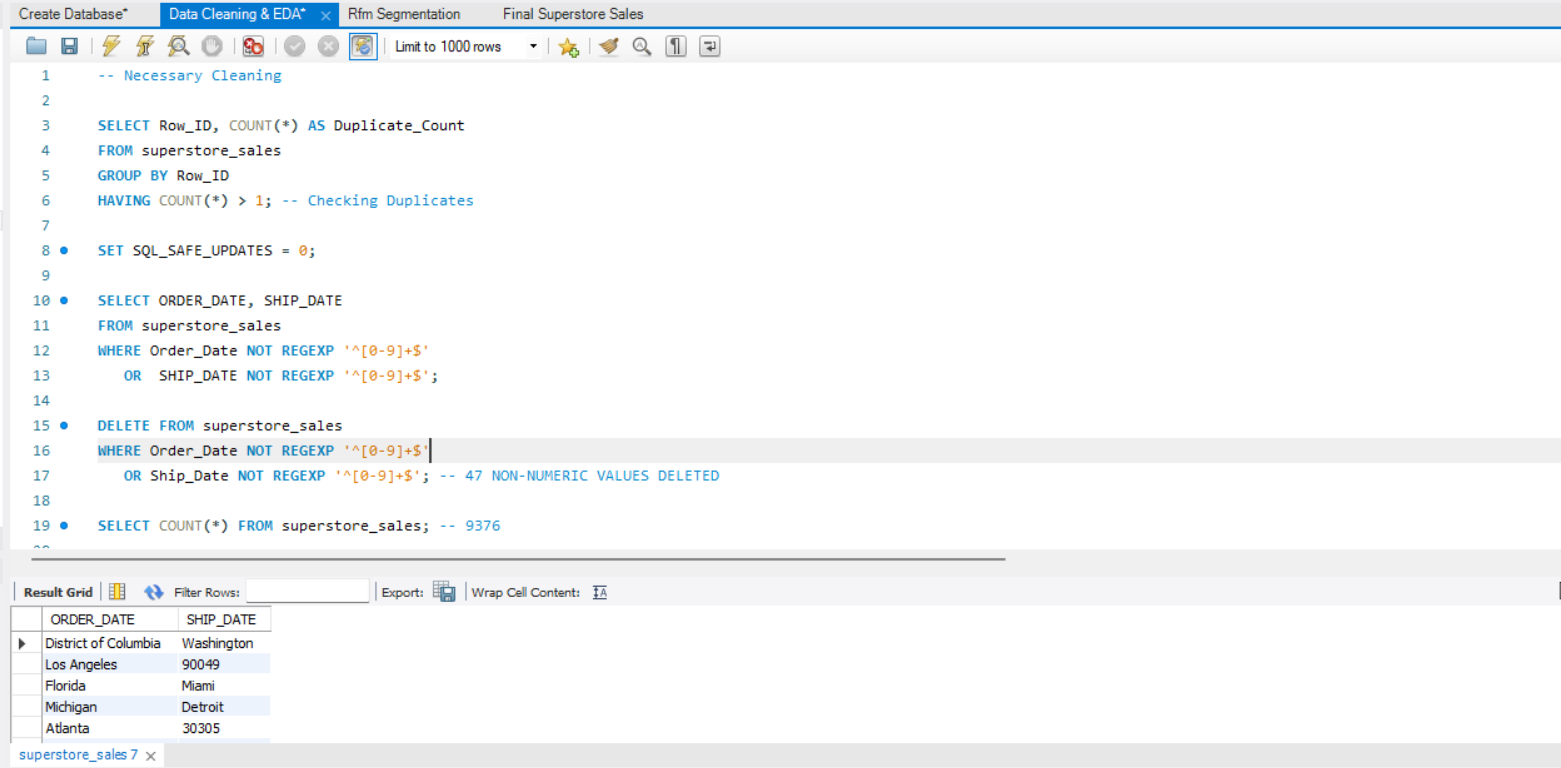 Create Database* Data Cleaning & EDA* × Rfm Segmentation Final Superstore Sales
Limit to 1000 rows
1 -- Necessary Cleaning
2
3 SELECT Row_ID, COUNT(*) AS Duplicate_Count
4 FROM superstore_sales
5 GROUP BY Row_ID
6 HAVING COUNT(*) > 1; -- Checking Duplicates
7
8 SET SQL_SAFE_UPDATES = 0;
9
10 SELECT ORDER_DATE, SHIP_DATE
11 FROM superstore_sales
12 WHERE Order_Date NOT REGEXP '^[0-9]+$'
13 OR SHIP_DATE NOT REGEXP '^[0-9]+$';
14
15 DELETE FROM superstore_sales
16 WHERE Order_Date NOT REGEXP '^[0-9]+$'
17 OR Ship_Date NOT REGEXP '^[0-9]+$'; -- 47 NON-NUMERIC VALUES DELETED
18
19 SELECT COUNT(*) FROM superstore_sales; -- 9376
Result Grid Filter Rows: Export: Wrap Cell Content:
ORDER_DATE SHIP_DATE
District of Columbia Washington
Los Angeles 90049
Florida Miami
Michigan Detroit
Atlanta 30305
superstore_sales 7 ×